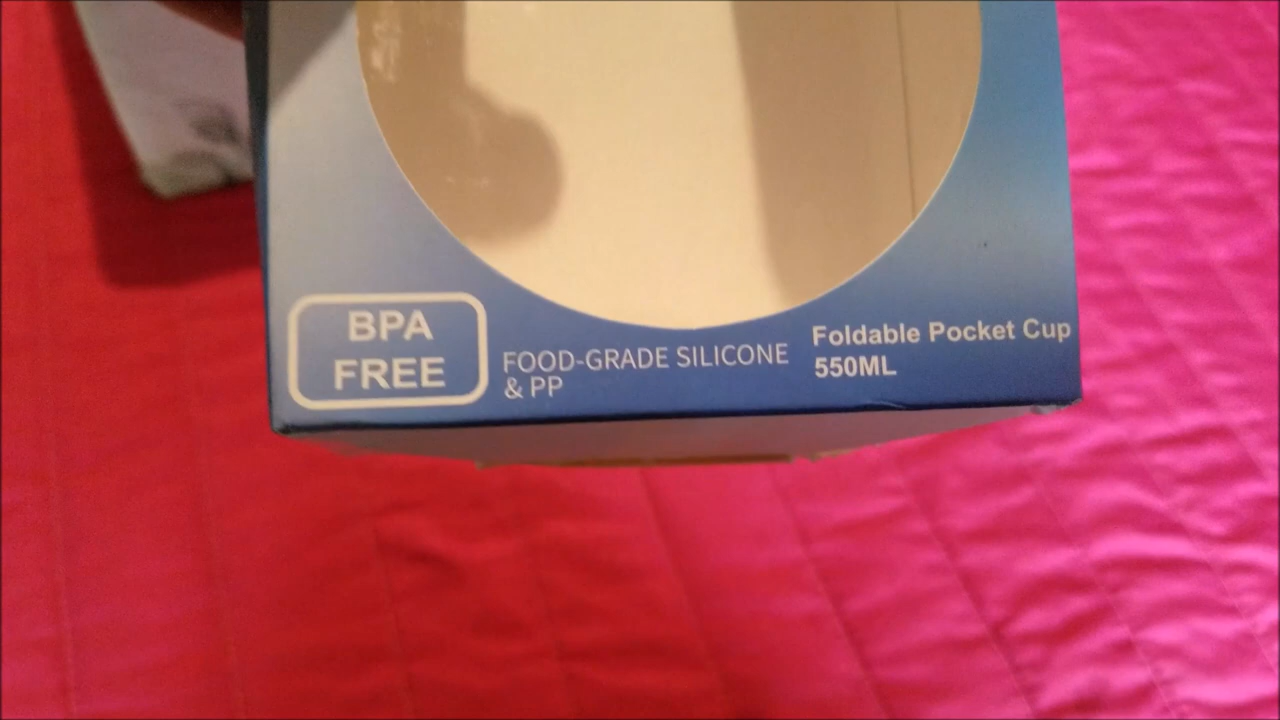 BPA
FREE
FOOD-GRADE SILICONE
& PP
Foldable Pocket Cup
550ML